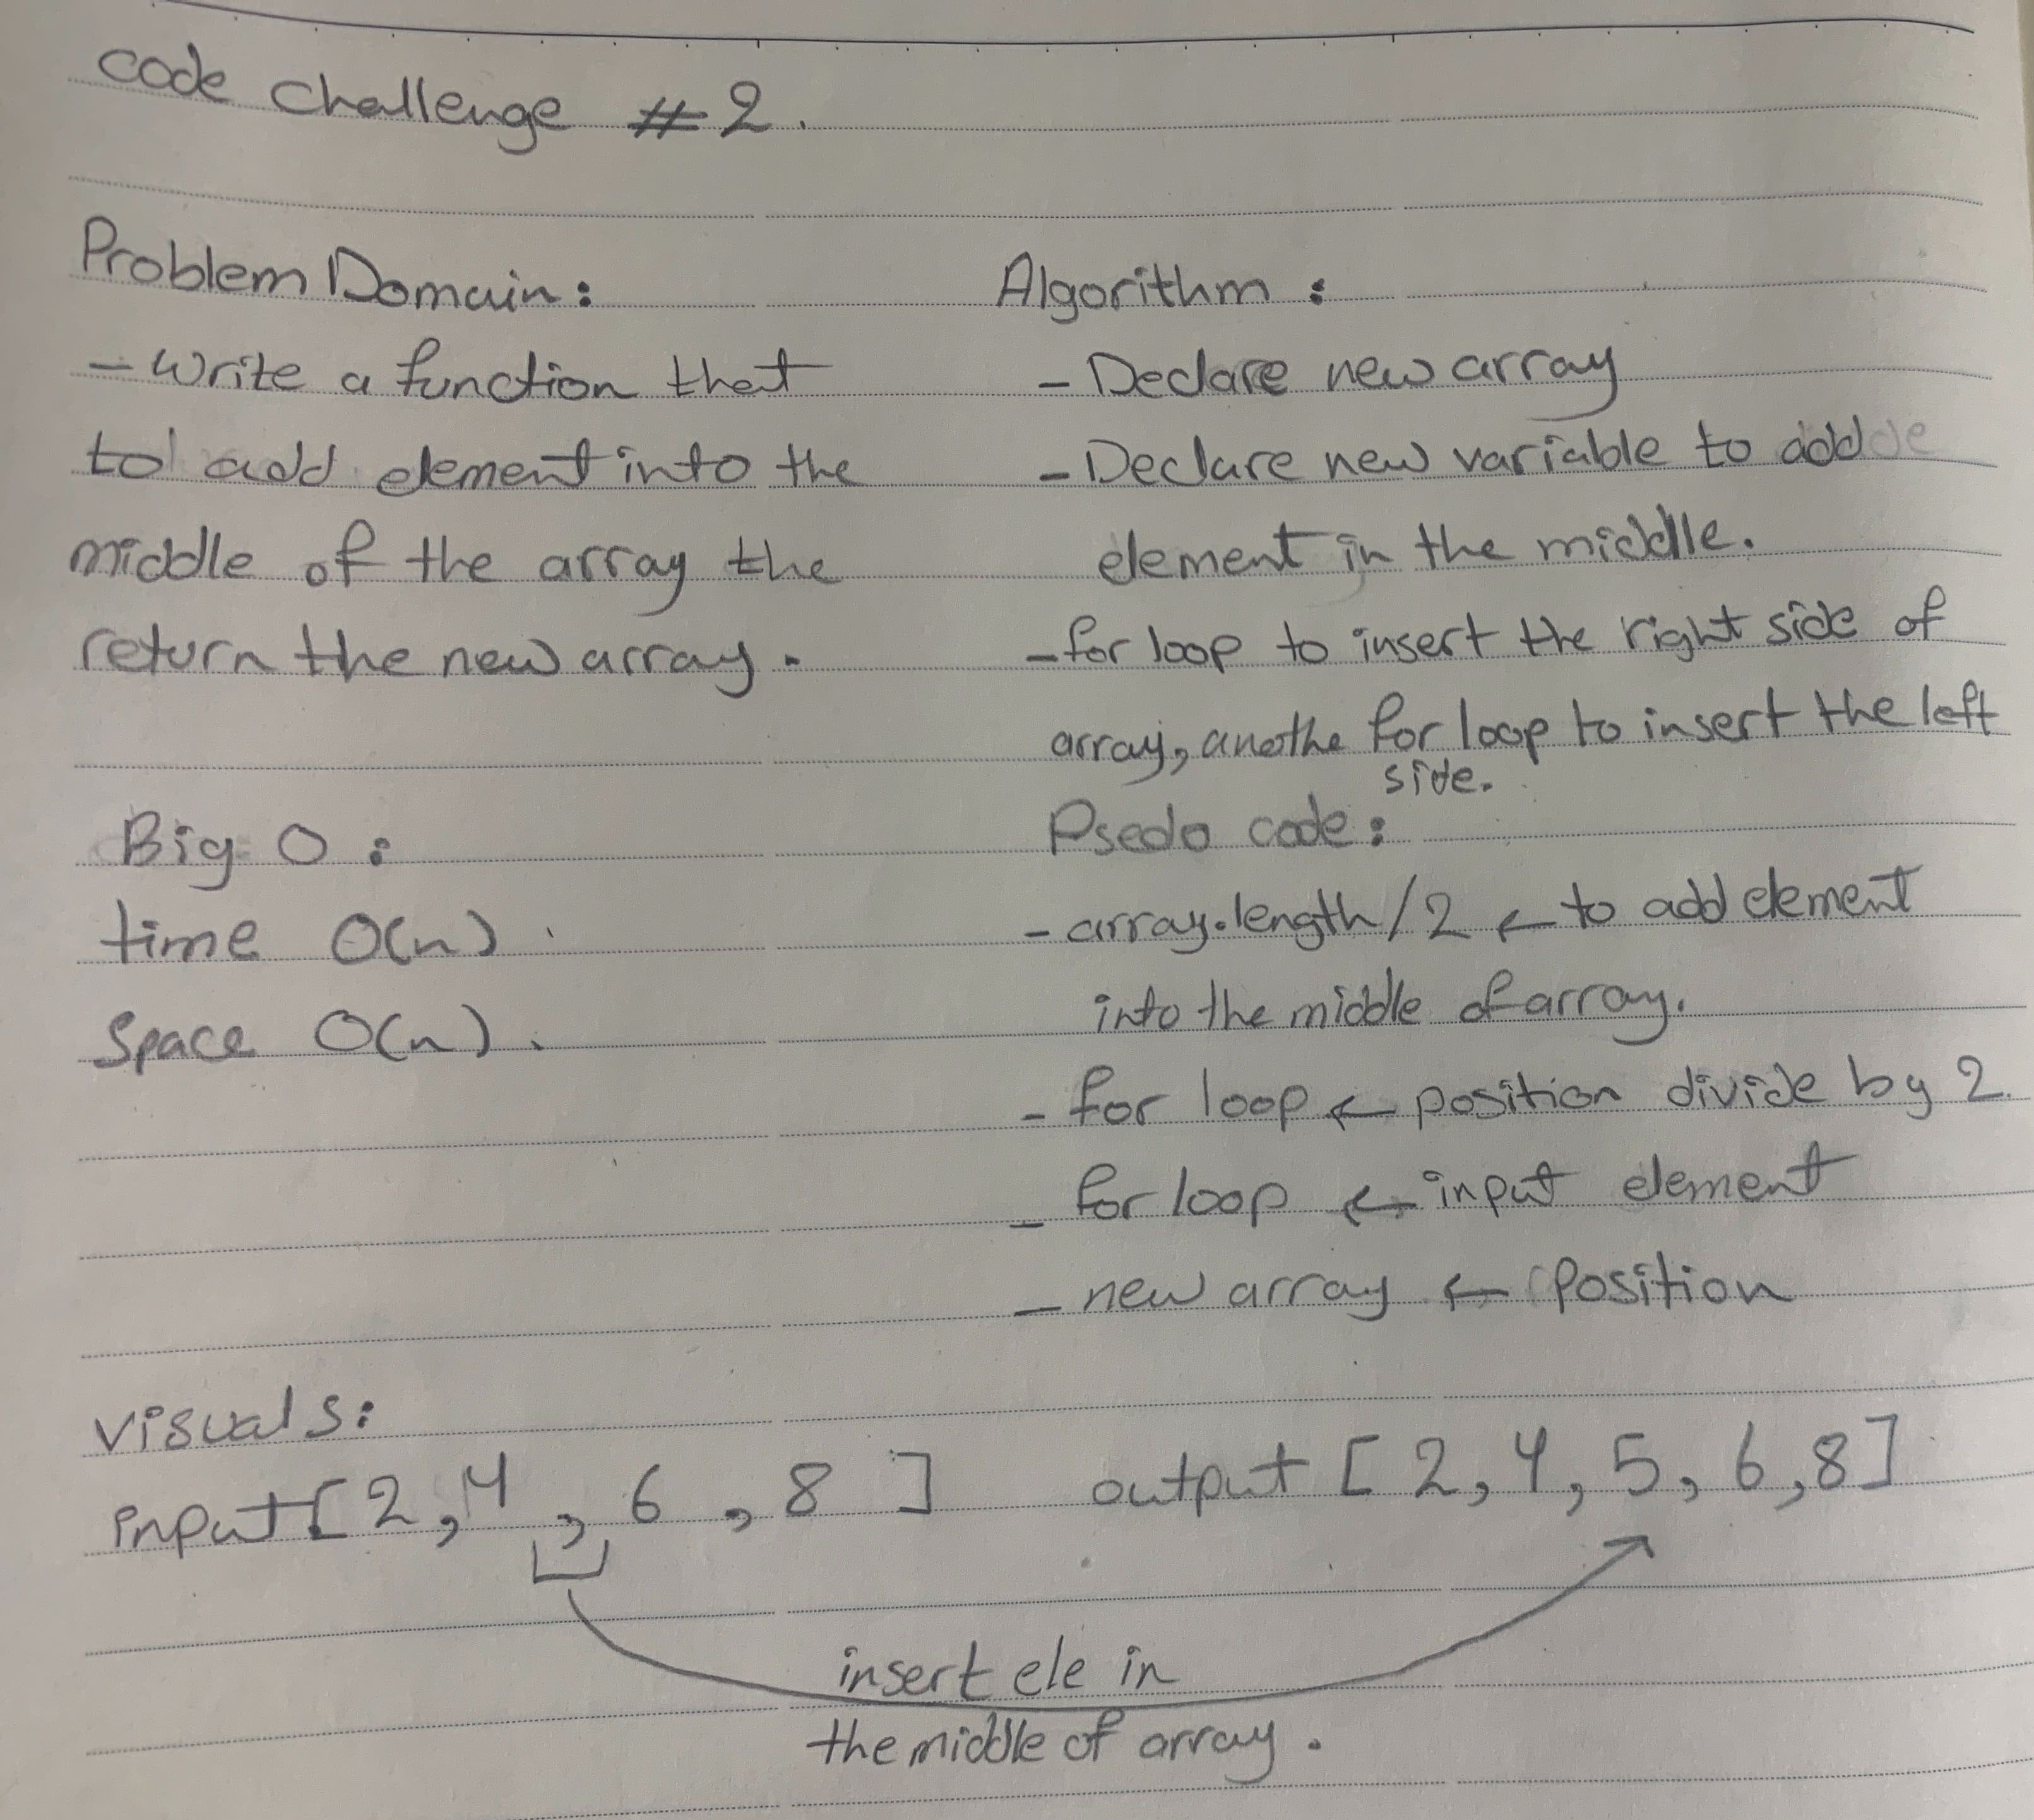 code challenge #2.
Problem Domain:
- Write a function that
to add element into the
middle of the array the
return the new array.
Big O:
time O(n).
Space O(n).
Algorithm:
- Declare new array
- Declare new variable to add
element in the middle.
- for loop to insert the right side of
array, anothe for loop to insert the left
side.
Psedo code:
- array.length/2 ← to add element
into the middle of array.
- for loop ← position divide by 2.
- for loop ← input element
- new array ← position
visuals:
input [2,4,6,8] output [2,4,5,6,8]
insert ele in
the middle of array.